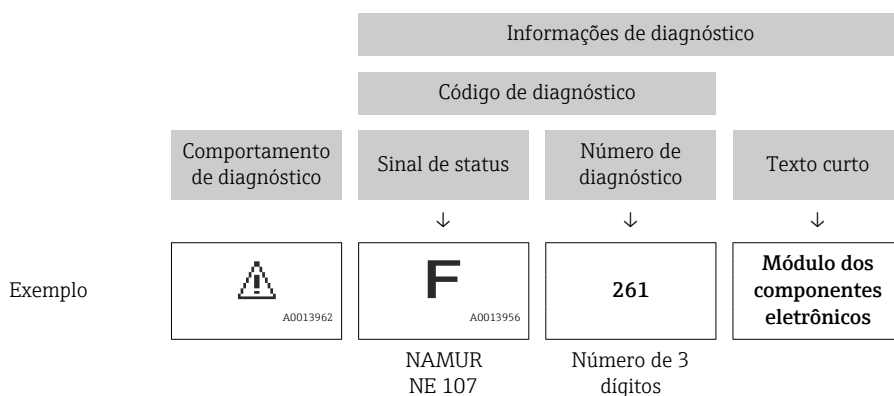 Informações de diagnóstico
Código de diagnóstico
Comportamento
de diagnóstico
Sinal de status
Número de
diagnóstico
Texto curto
↓ ↓ ↓
Exemplo
A0013962
F
A0013956
261
Módulo dos
componentes
eletrônicos
NAMUR
NE 107
Número de 3
dígitos